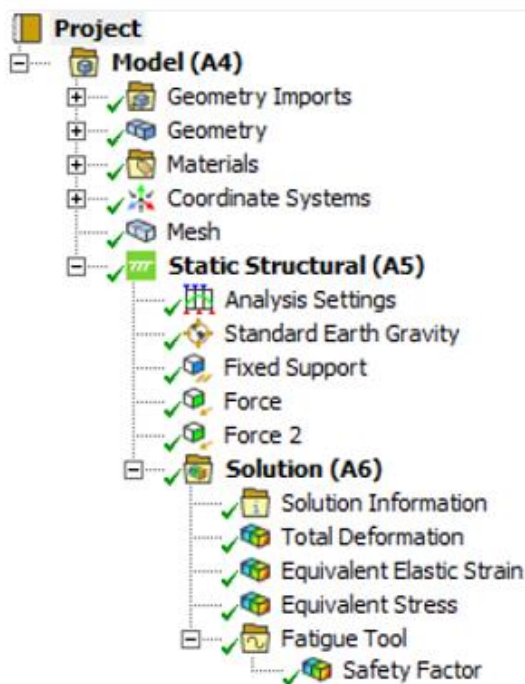 Project
Model (A4)
Geometry Imports
Geometry
Materials
Coordinate Systems
Mesh
Static Structural (A5)
Analysis Settings
Standard Earth Gravity
Fixed Support
Force
Force 2
Solution (A6)
Solution Information
Total Deformation
Equivalent Elastic Strain
Equivalent Stress
Fatigue Tool
Safety Factor